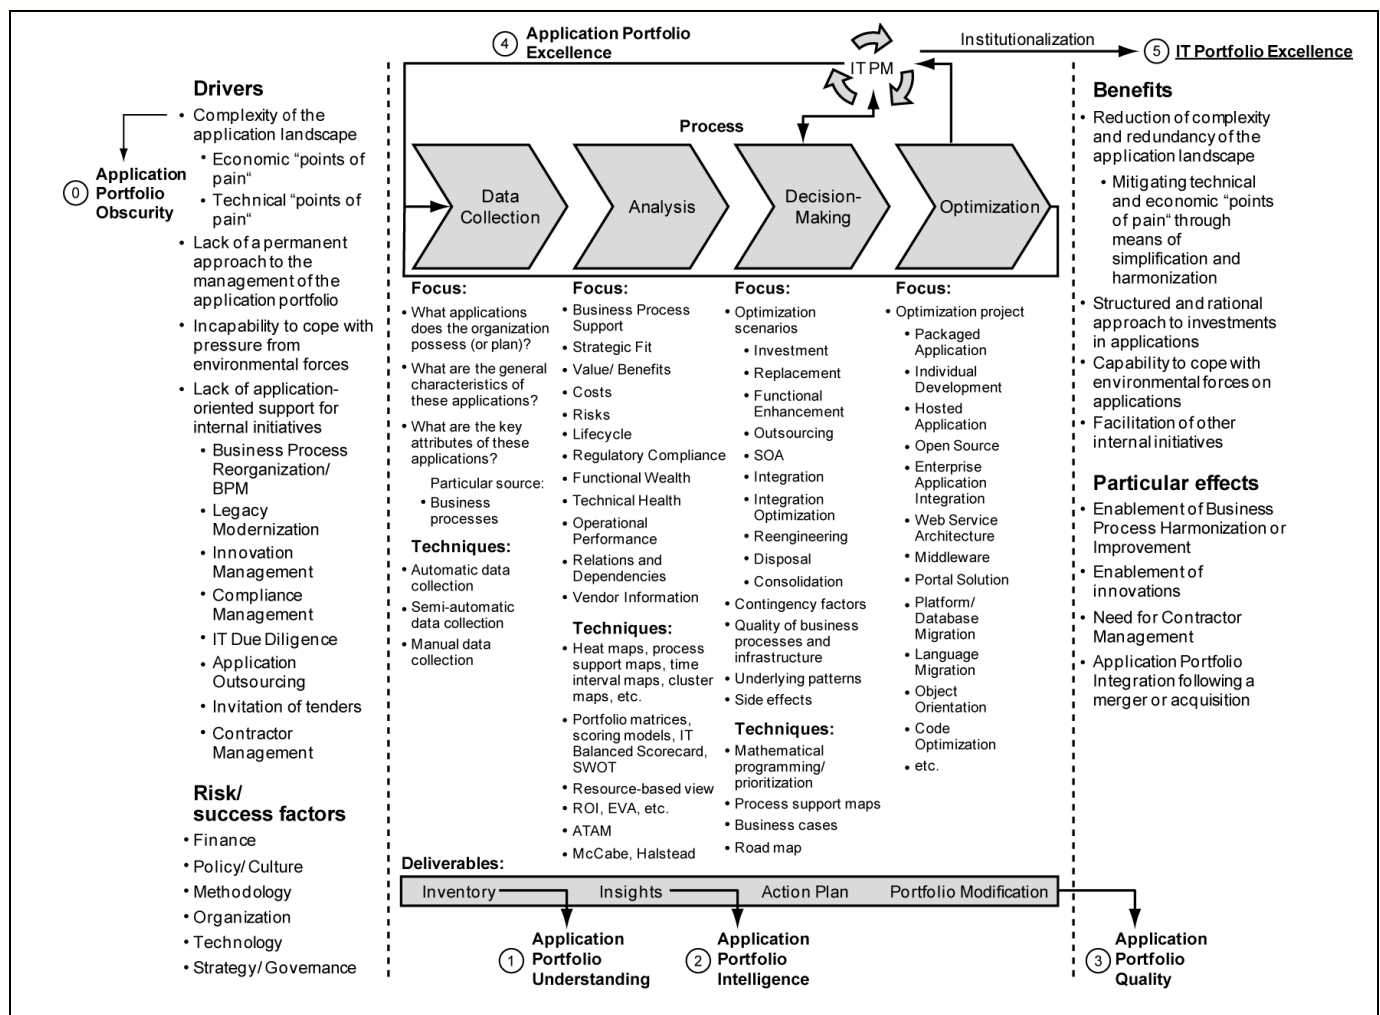 4 Application Portfolio
Excellence
IT PM
Institutionalization
5 IT Portfolio Excellence
Drivers
• Complexity of the
application landscape
• Economic “points of
pain“
• Technical “points of
pain“
0 Application
Portfolio
Obscurity
• Lack of a permanent
approach to the
management of the
application portfolio
• Incapability to cope with
pressure from
environmental forces
• Lack of application-
oriented support for
internal initiatives
• Business Process
Reorganization/
BPM
• Legacy
Modernization
• Innovation
Management
• Compliance
Management
• IT Due Diligence
• Application
Outsourcing
• Invitation of tenders
• Contractor
Management
Risk/
success factors
• Finance
• Policy/ Culture
• Methodology
• Organization
• Technology
• Strategy/ Governance
Process
Data
Collection
Analysis
Decision-
Making
Optimization
Focus:
• What applications
does the organization
possess (or plan)?
• What are the general
characteristics of
these applications?
• What are the key
attributes of these
applications?
Particular source:
• Business
processes
Techniques:
• Automatic data
collection
• Semi-automatic
data collection
• Manual data
collection
Focus:
• Business Process
Support
• Strategic Fit
• Value/ Benefits
• Costs
• Risks
• Lifecycle
• Regulatory Compliance
• Functional Wealth
• Technical Health
• Operational
Performance
• Relations and
Dependencies
• Vendor Information
Techniques:
• Heat maps, process
support maps, time
interval maps, cluster
maps, etc.
• Portfolio matrices,
scoring models, IT
Balanced Scorecard,
SWOT
• Resource-based view
• ROI, EVA, etc.
• ATAM
• McCabe, Halstead
Focus:
• Optimization
scenarios
• Investment
• Replacement
• Functional
Enhancement
• Outsourcing
• SOA
• Integration
• Integration
Optimization
• Reengineering
• Disposal
• Consolidation
• Contingency factors
• Quality of business
processes and
infrastructure
• Underlying patterns
• Side effects
Techniques:
• Mathematical
programming/
prioritization
• Process support maps
• Business cases
• Road map
Focus:
• Optimization project
• Packaged
Application
• Individual
Development
• Hosted
Application
• Open Source
• Enterprise
Application
Integration
• Web Service
Architecture
• Middleware
• Portal Solution
• Platform/
Database
Migration
• Language
Migration
• Object
Orientation
• Code
Optimization
• etc.
Deliverables:
Inventory
Insights
Action Plan
Portfolio Modification
1 Application
Portfolio
Understanding
2 Application
Portfolio
Intelligence
3 Application
Portfolio
Quality
Benefits
• Reduction of complexity
and redundancy of the
application landscape
• Mitigating technical
and economic “points
of pain“ through
means of
simplification and
harmonization
• Structured and rational
approach to investments
in applications
• Capability to cope with
environmental forces on
applications
• Facilitation of other
internal initiatives
Particular effects
• Enablement of Business
Process Harmonization or
Improvement
• Enablement of
innovations
• Need for Contractor
Management
• Application Portfolio
Integration following a
merger or acquisition